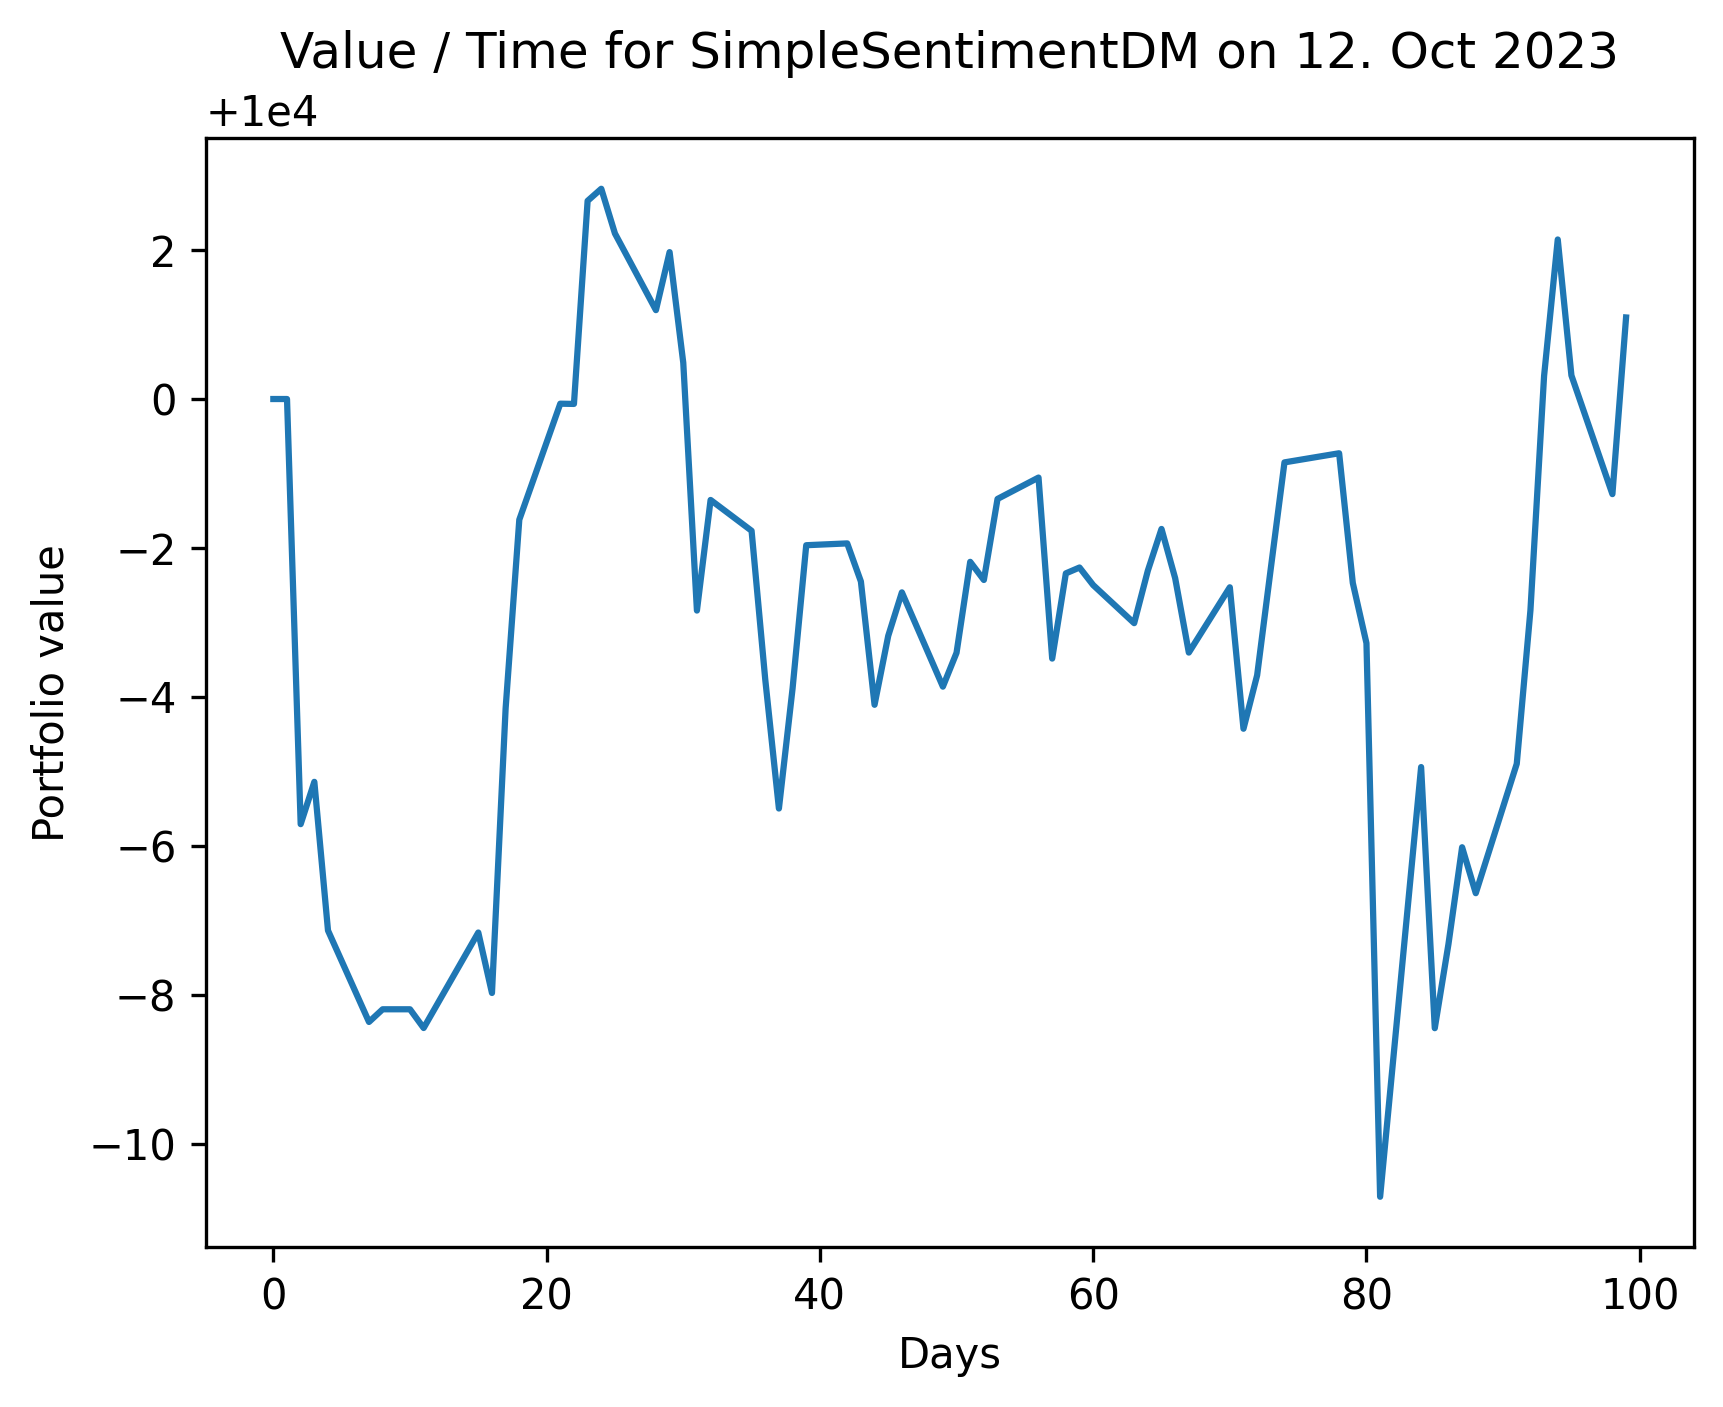 Value / Time for SimpleSentimentDM on 12. Oct 2023
+1e4
2
0
−2
−4
−6
−8
−10
Portfolio value
0 20 40 60 80 100
Days